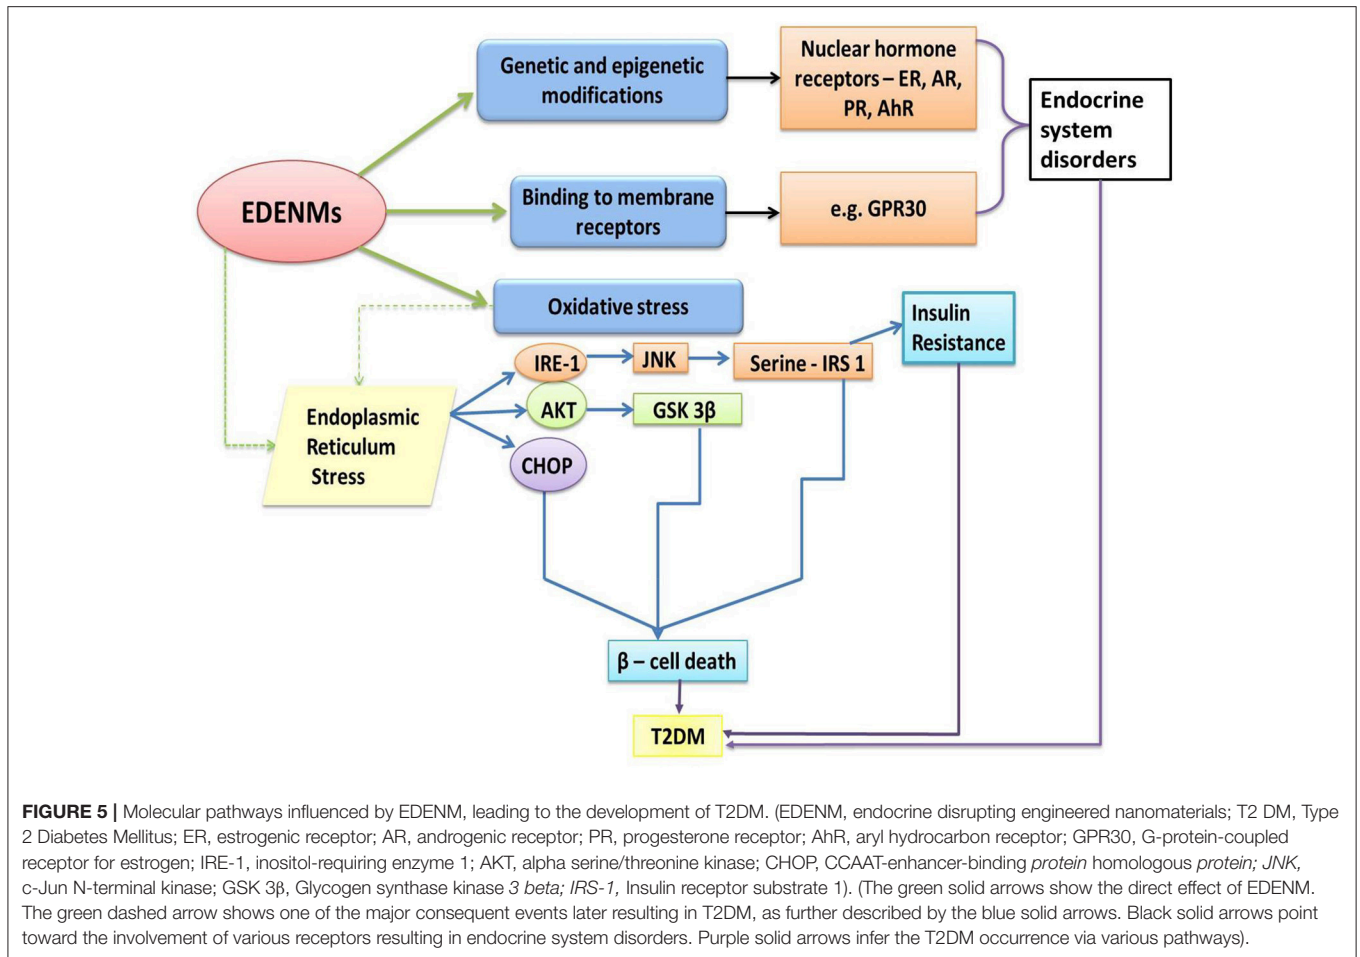 Genetic and epigenetic
modifications
Nuclear hormone
receptors – ER, AR,
PR, AhR
Endocrine
system
disorders
EDENMs
Binding to membrane
receptors
e.g. GPR30
Oxidative stress
Insulin
Resistance
IRE-1
JNK
Serine - IRS 1
Endoplasmic
Reticulum
Stress
AKT
GSK 3β
CHOP
β – cell death
T2DM
FIGURE 5 | Molecular pathways influenced by EDENM, leading to the development of T2DM. (EDENM, endocrine disrupting engineered nanomaterials; T2 DM, Type
2 Diabetes Mellitus; ER, estrogenic receptor; AR, androgenic receptor; PR, progesterone receptor; AhR, aryl hydrocarbon receptor; GPR30, G-protein-coupled
receptor for estrogen; IRE-1, inositol-requiring enzyme 1; AKT, alpha serine/threonine kinase; CHOP, CCAAT-enhancer-binding protein homologous protein; JNK,
c-Jun N-terminal kinase; GSK 3β, Glycogen synthase kinase 3 beta; IRS-1, Insulin receptor substrate 1). (The green solid arrows show the direct effect of EDENM.
The green dashed arrow shows one of the major consequent events later resulting in T2DM, as further described by the blue solid arrows. Black solid arrows point
toward the involvement of various receptors resulting in endocrine system disorders. Purple solid arrows infer the T2DM occurrence via various pathways).